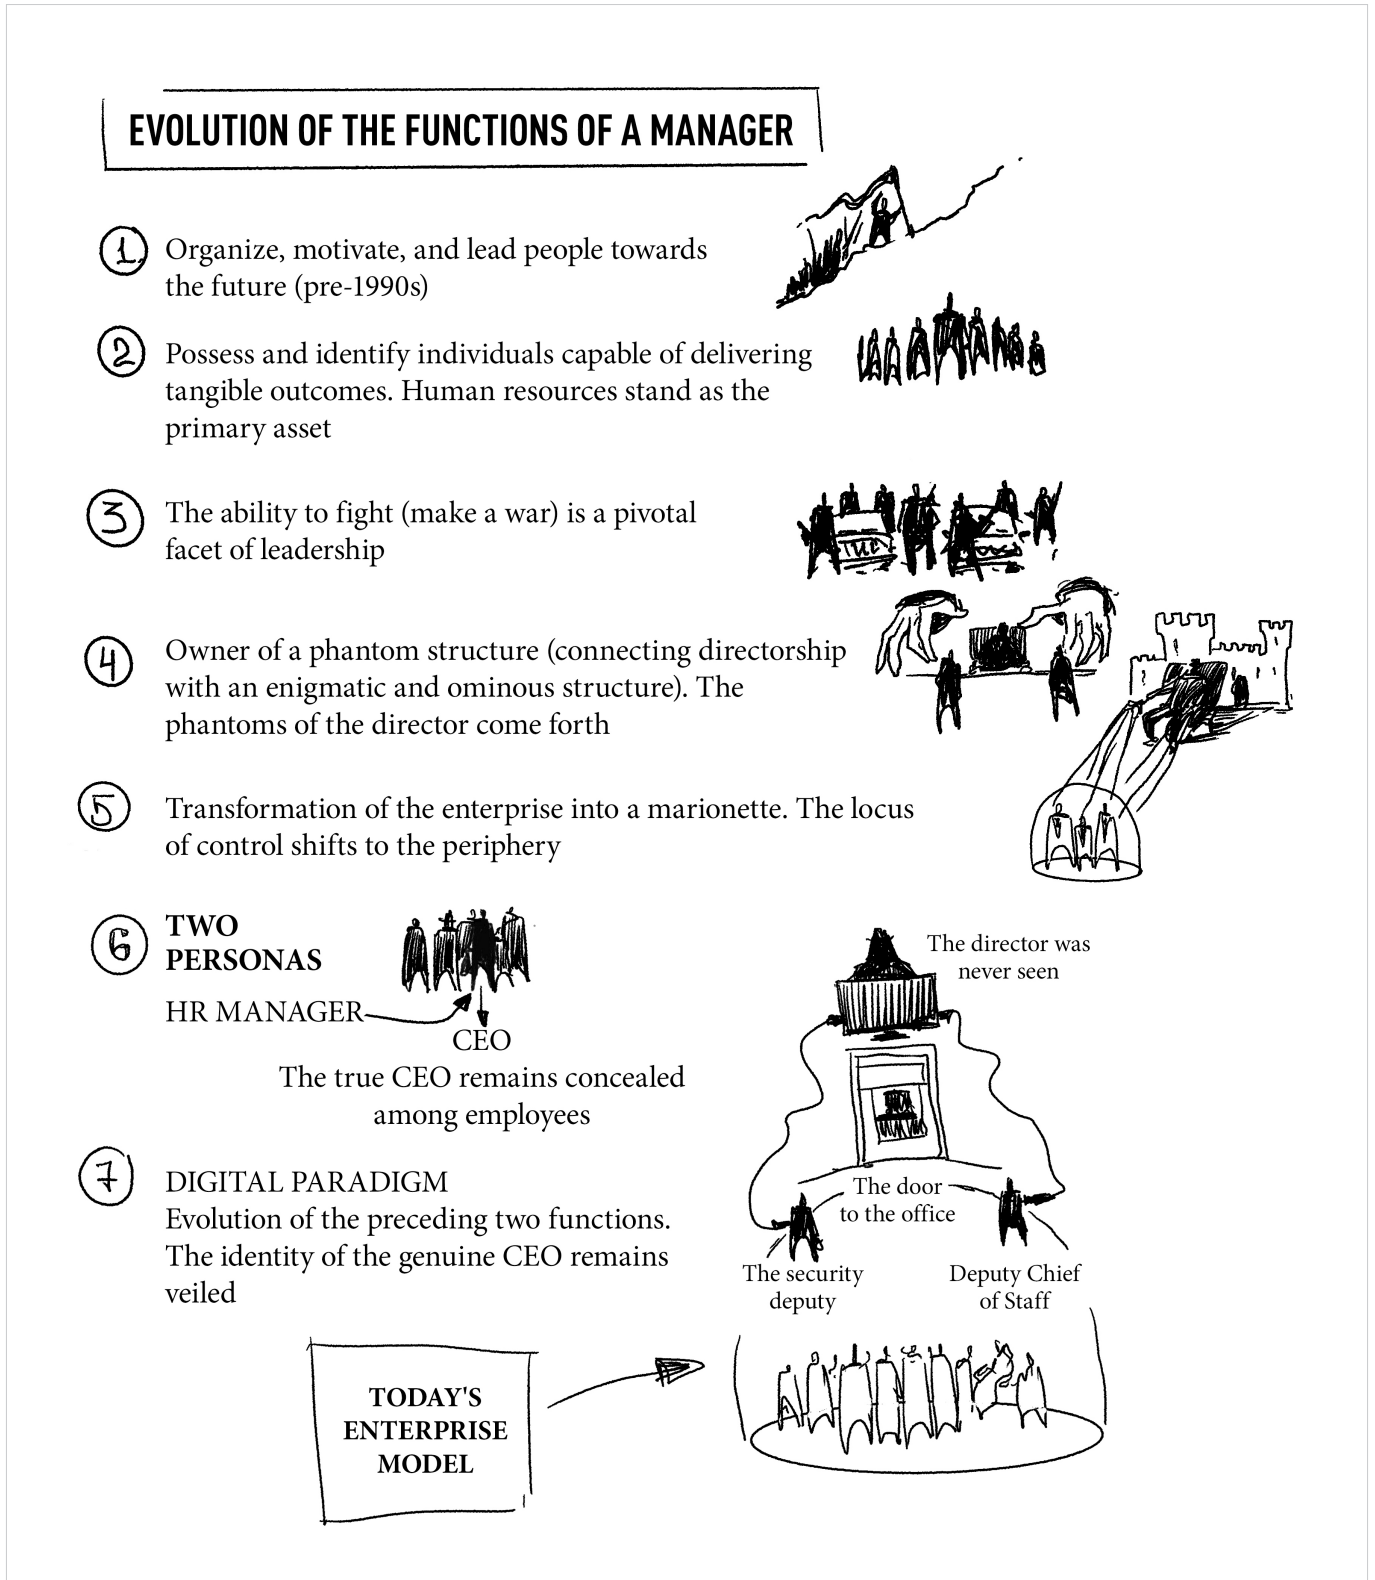 EVOLUTION OF THE FUNCTIONS OF A MANAGER
1
Organize, motivate, and lead people towards
the future (pre-1990s)
2
Possess and identify individuals capable of delivering
tangible outcomes. Human resources stand as the
primary asset
3
The ability to fight (make a war) is a pivotal
facet of leadership
4
Owner of a phantom structure (connecting directorship
with an enigmatic and ominous structure). The
phantoms of the director come forth
5
Transformation of the enterprise into a marionette. The locus
of control shifts to the periphery
6
TWO
PERSONAS
HR MANAGER
CEO
The true CEO remains concealed
among employees
The director was
never seen
The door
to the office
The security
deputy
Deputy Chief
of Staff
7
DIGITAL PARADIGM
Evolution of the preceding two functions.
The identity of the genuine CEO remains
veiled
TODAY'S
ENTERPRISE
MODEL